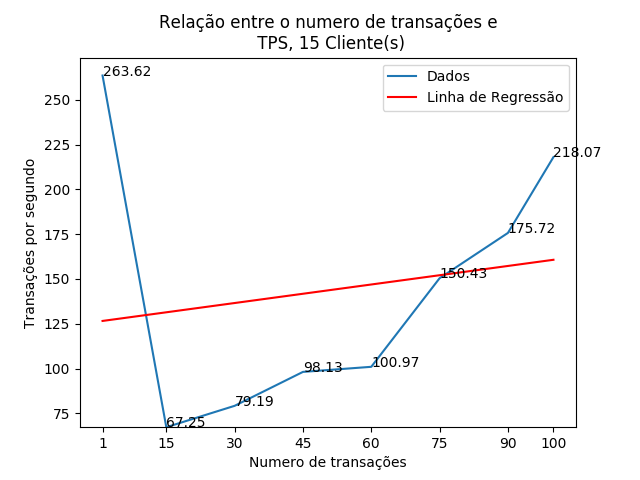 Relação entre o numero de transações e
TPS, 15 Cliente(s)
Dados
Linha de Regressão
263.62
67.25
79.19
98.13
100.97
150.43
175.72
218.07
250
225
200
175
150
125
100
75
Transações por segundo
1 15 30 45 60 75 90 100
Numero de transações